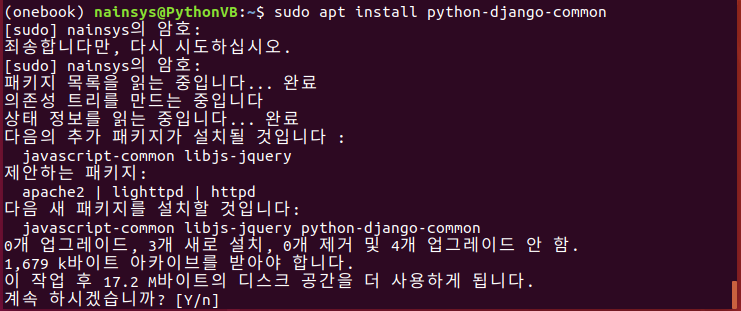 (onebook) nainsys@PythonVB:~$ sudo apt install python-django-common
[sudo] nainsys의 암호:
죄송합니다만, 다시 시도하십시오.
[sudo] nainsys의 암호:
패키지 목록을 읽는 중입니다... 완료
의존성 트리를 만드는 중입니다
상태 정보를 읽는 중입니다... 완료
다음의 추가 패키지가 설치될 것입니다 :
  javascript-common libjs-jquery
제안하는 패키지:
  apache2 | lighttpd | httpd
다음 새 패키지를 설치할 것입니다:
  javascript-common libjs-jquery python-django-common
0개 업그레이드, 3개 새로 설치, 0개 제거 및 4개 업그레이드 안 함.
1,679 k바이트 아카이브를 받아야 합니다.
이 작업 후 17.2 M바이트의 디스크 공간을 더 사용하게 됩니다.
계속 하시겠습니까? [Y/n]